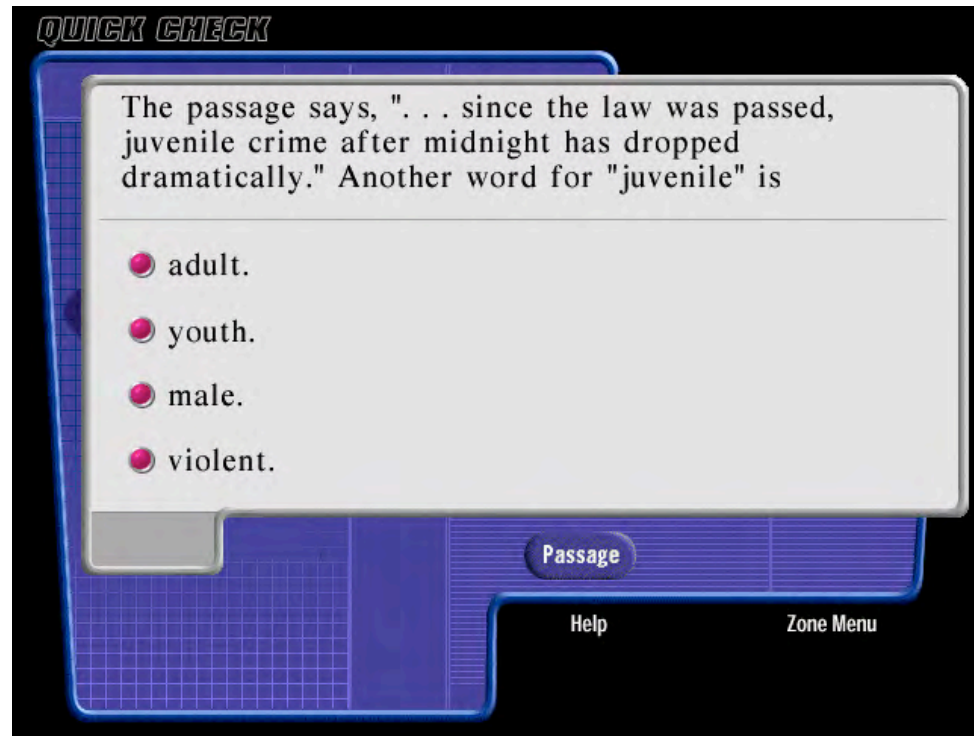 QUICK CHECK
The passage says, ". . . since the law was passed,
juvenile crime after midnight has dropped
dramatically." Another word for "juvenile" is
adult.
youth.
male.
violent.
Passage
Help
Zone Menu